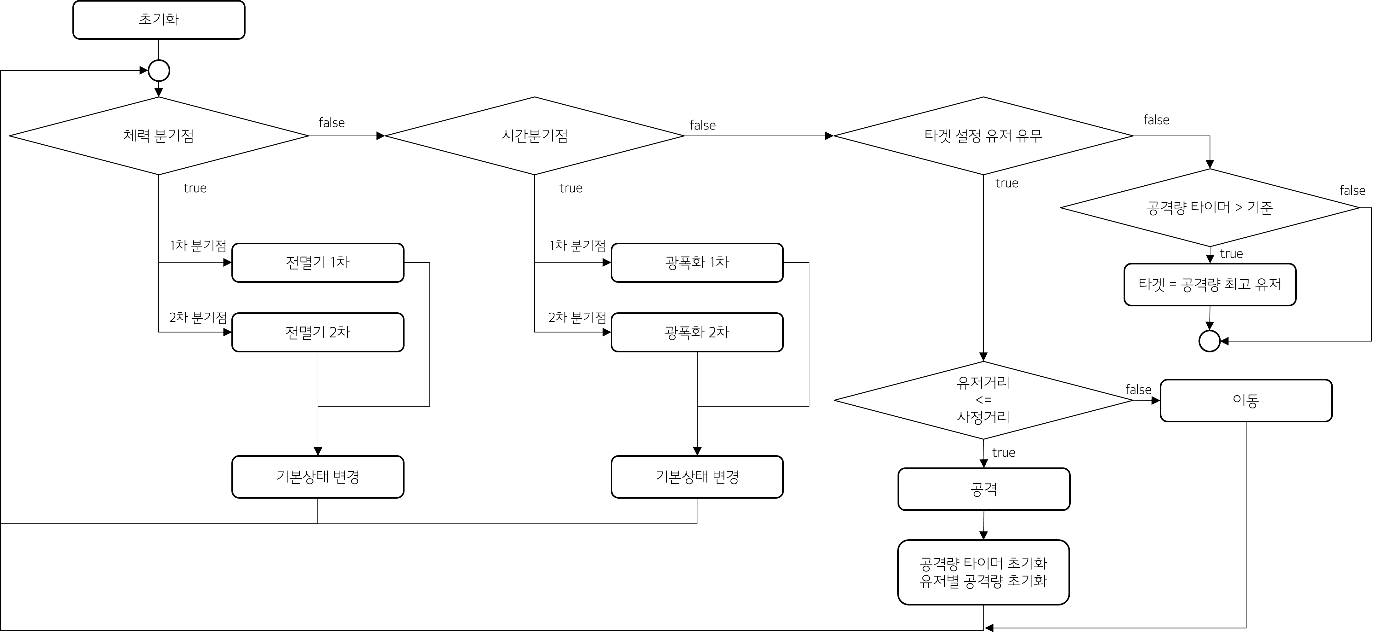 초기화
체력 분기점
false
시간분기점
false
타겟 설정 유저 유무
false
true
true
true
공격량 타이머 > 기준
false
true
1차 분기점
전멸기 1차
1차 분기점
광폭화 1차
타겟 = 공격량 최고 유저
2차 분기점
전멸기 2차
2차 분기점
광폭화 2차
유저거리
<=
사정거리
false
이동
true
기본상태 변경
기본상태 변경
공격
공격량 타이머 초기화
유저별 공격량 초기화